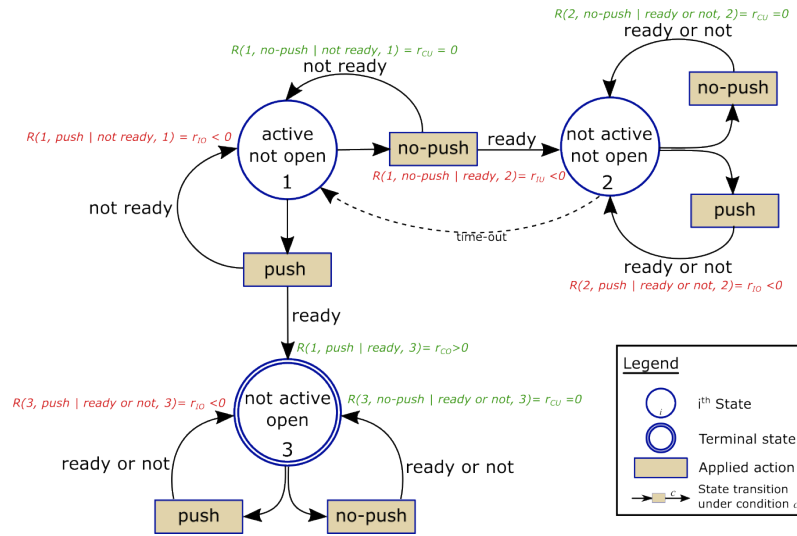 R(1, no-push | not ready, 1) = r_CU = 0
not ready
R(2, no-push | ready or not, 2)= r_CU =0
ready or not
no-push
R(1, push | not ready, 1) = r_IO < 0
active
not open
1
no-push
ready
R(1, no-push | ready, 2)= r_IU <0
not active
not open
2
push
not ready
time-out
ready or not
R(2, push | ready or not, 2)= r_IO <0
push
ready
R(1, push | ready, 3)= r_CO>0
R(3, push | ready or not, 3)= r_IO <0
not active
open
3
R(3, no-push | ready or not, 3)= r_CU =0
ready or not
ready or not
push
no-push
Legend
i
i^th State
Terminal state
Applied action
c
State transition
under condition c